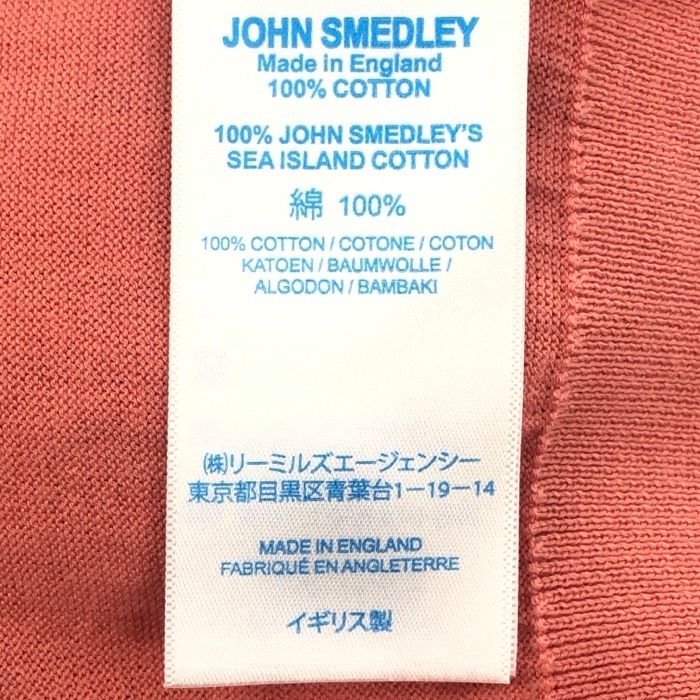 JOHN SMEDLEY
Made in England
100% COTTON
100% JOHN SMEDLEY'S
SEA ISLAND COTTON
綿 100%
100% COTTON / COTONE / COTON
KATOEN / BAUMWOLLE /
ALGODON / BAMBAKI
㈱リーミルズエージェンシー
東京都目黒区青葉台1-19-14
MADE IN ENGLAND
FABRIQUÉ EN ANGLETERRE
イギリス製